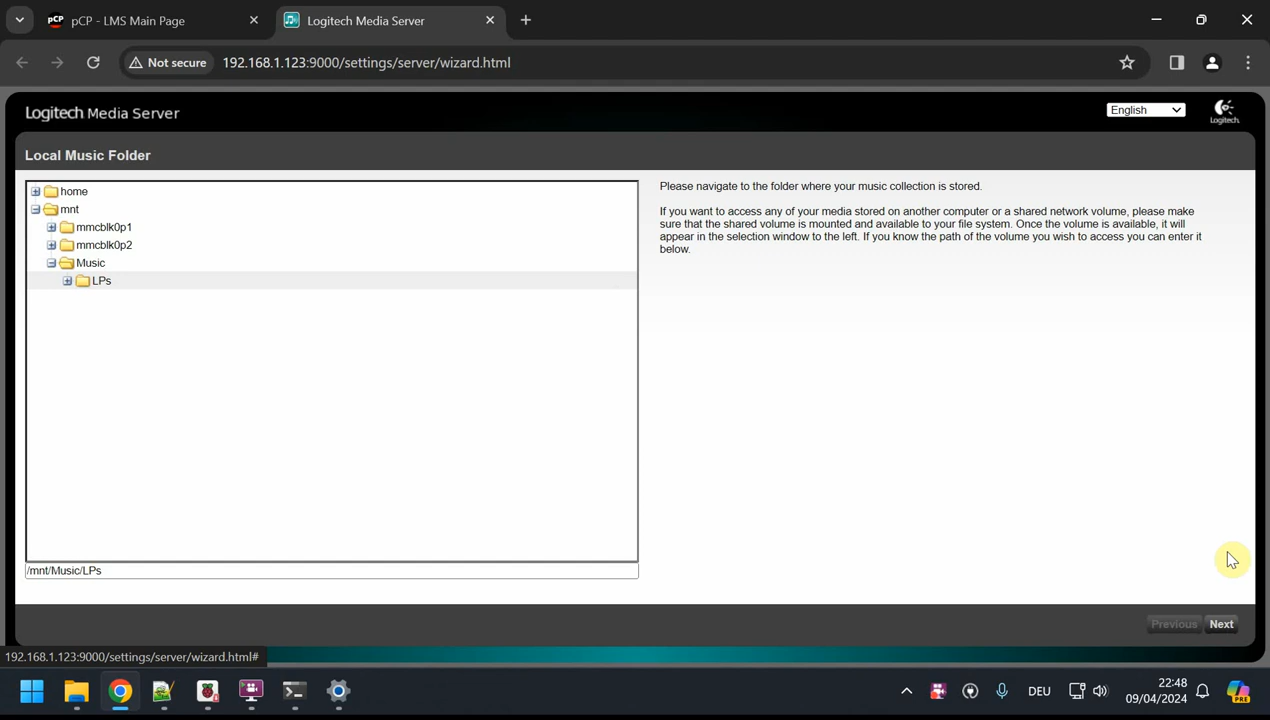 pCP - LMS Main Page
Logitech Media Server
Not secure
192.168.1.123:9000/settings/server/wizard.html
Logitech Media Server
English
Logitech.
Local Music Folder
home
mnt
mmcblk0p1
mmcblk0p2
Music
LPs
/mnt/Music/LPs
Please navigate to the folder where your music collection is stored.
If you want to access any of your media stored on another computer or a shared network volume, please make
sure that the shared volume is mounted and available to your file system. Once the volume is available, it will
appear in the selection window to the left. If you know the path of the volume you wish to access you can enter it
below.
Previous
Next
192.168.1.123:9000/settings/server/wizard.html#
DEU
22:48
09/04/2024
PRE